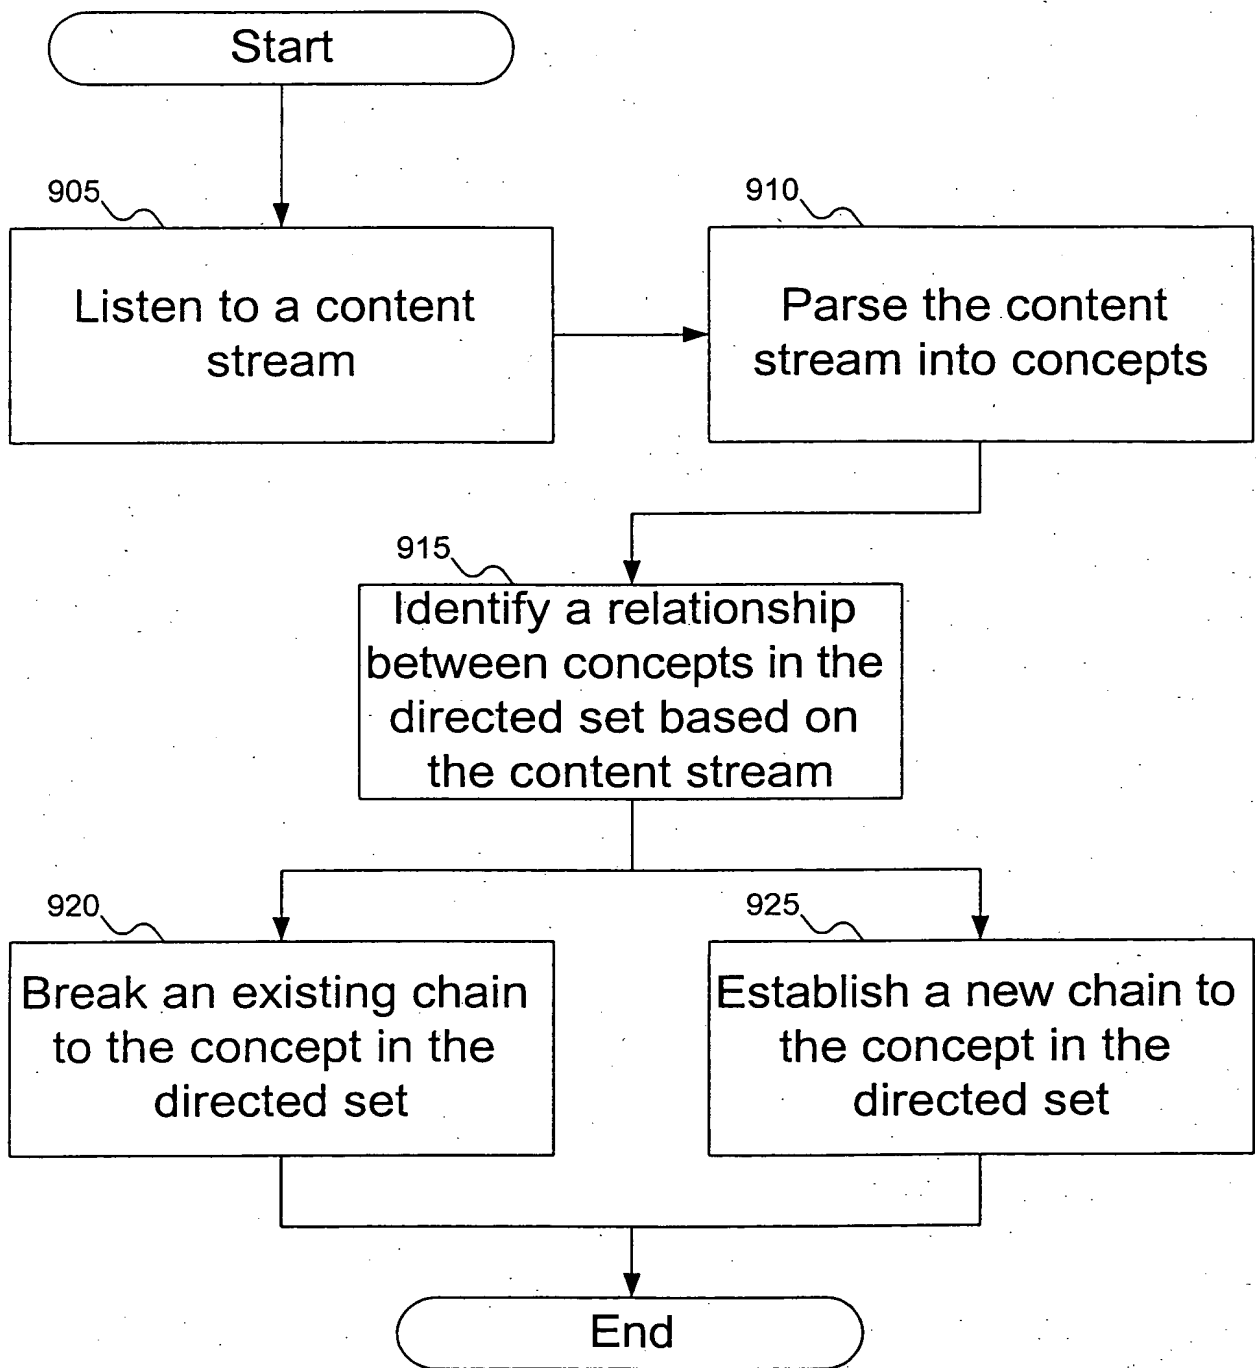 Start
905
Listen to a content
stream
910
Parse the content
stream into concepts
915
Identify a relationship
between concepts in the
directed set based on
the content stream
920
Break an existing chain
to the concept in the
directed set
925
Establish a new chain to
the concept in the
directed set
End